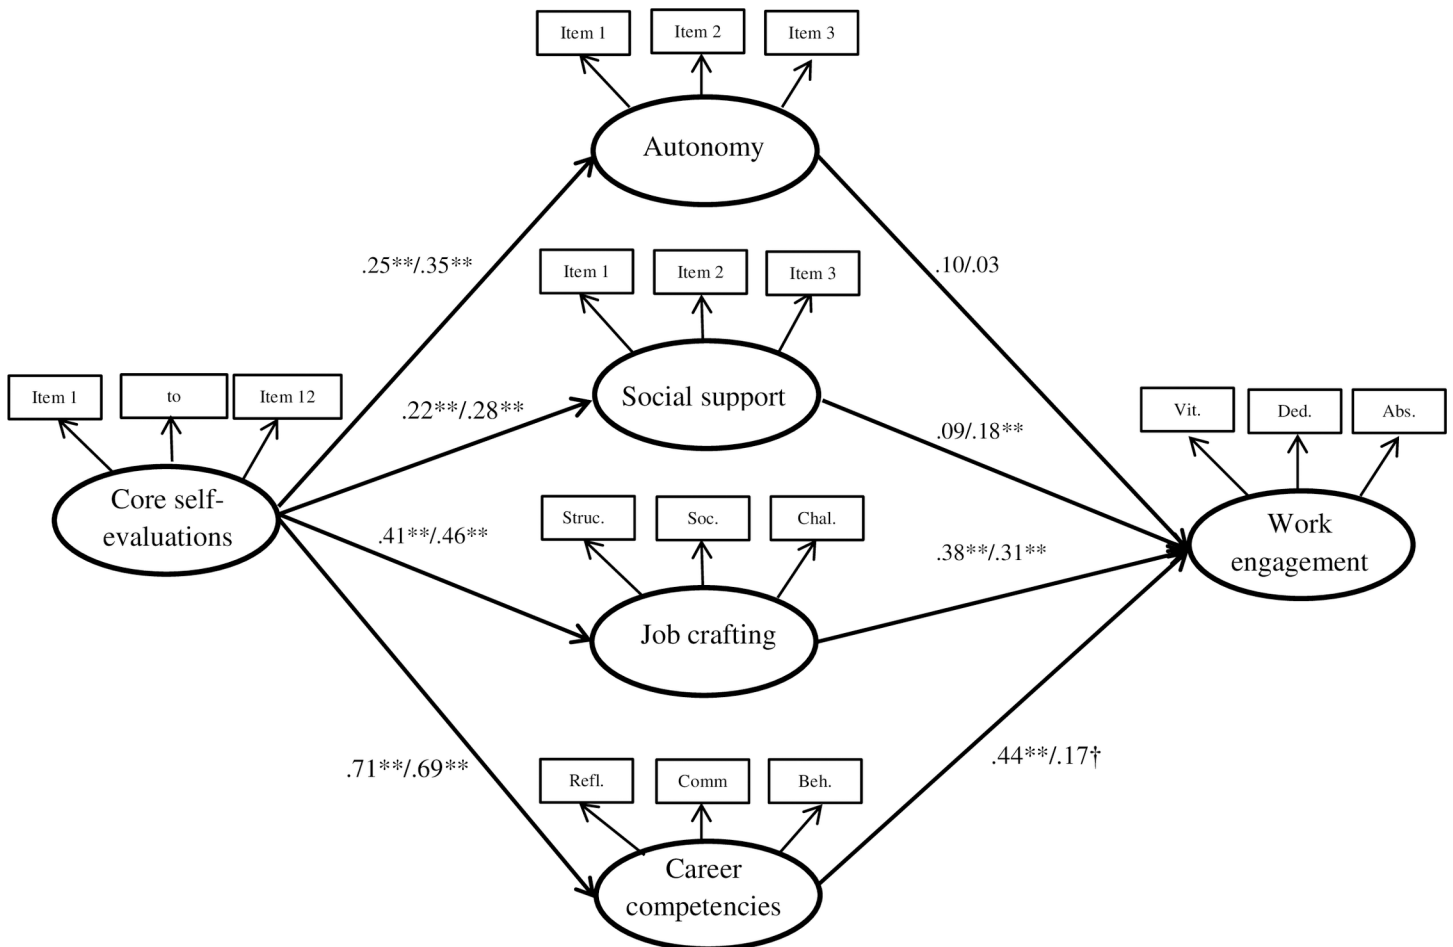 Item 1
Item 2
Item 3
Autonomy
.25**/.35**
.10/.03
Item 1
Item 2
Item 3
Social support
.22**/.28**
.09/.18**
Item 1
to
Item 12
Core self-
evaluations
Vit.
Ded.
Abs.
Work
engagement
.41**/.46**
Struc.
Soc.
Chal.
Job crafting
.38**/.31**
.71**/.69**
.44**/.17†
Refl.
Comm
Beh.
Career
competencies